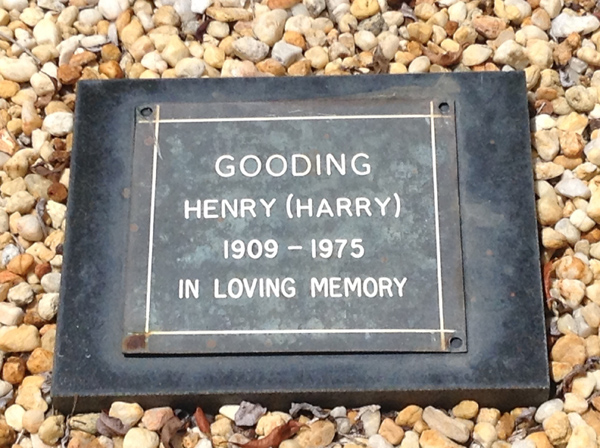 GOODING
HENRY (HARRY)
1909 - 1975
IN LOVING MEMORY